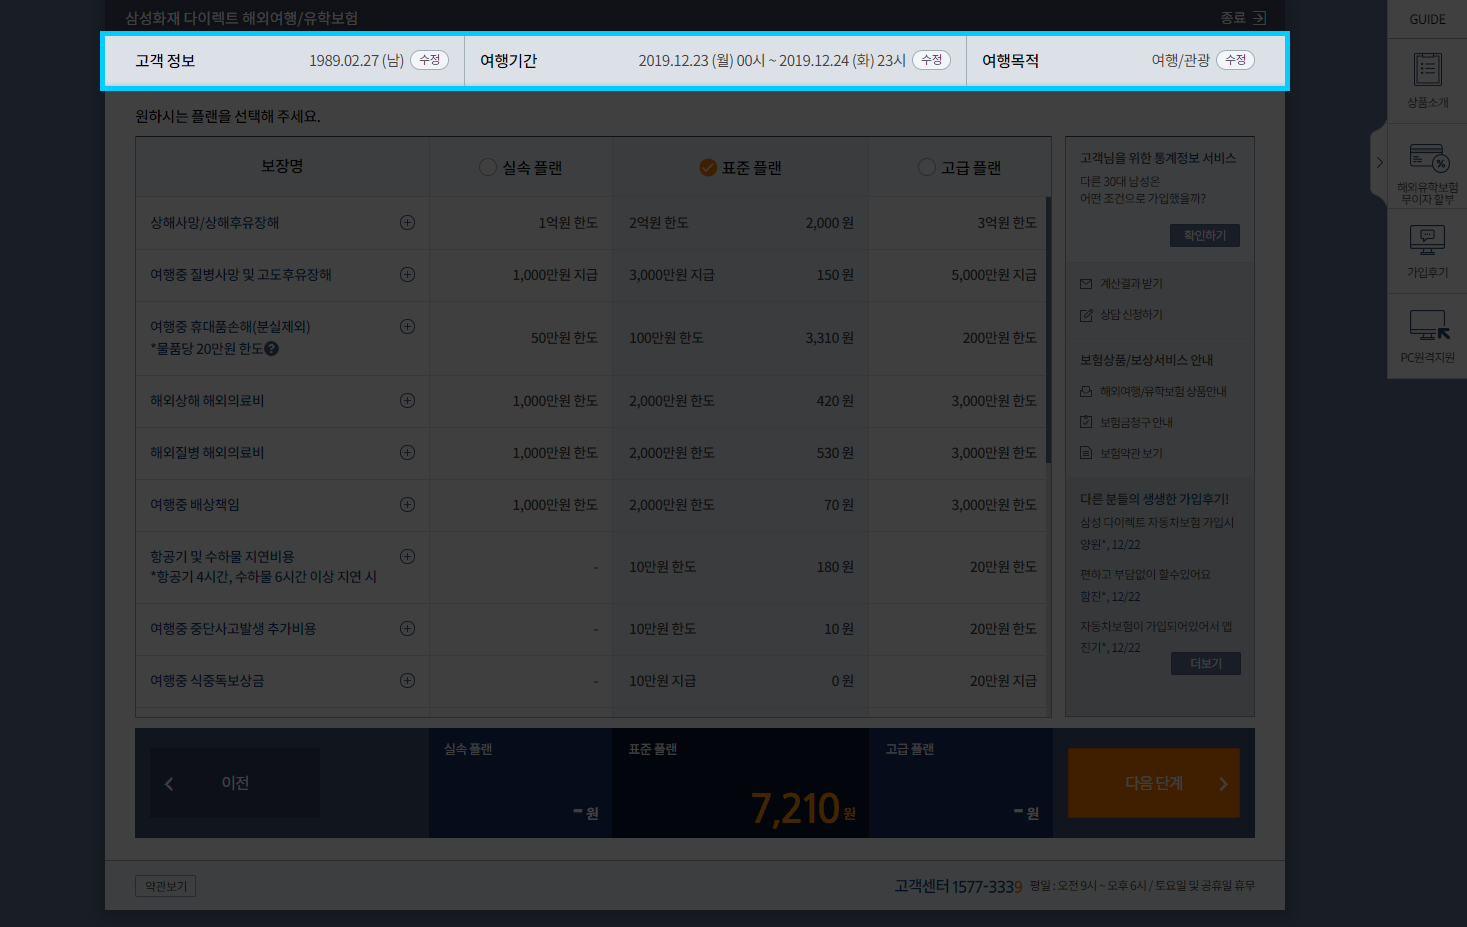 삼성화재 다이렉트 해외여행/유학보험
종료
고객 정보 1989.02.27 (남) 수정 여행기간 2019.12.23 (월) 00시 ~ 2019.12.24 (화) 23시 수정 여행목적 여행/관광 수정
원하시는 플랜을 선택해 주세요.
보장명 실속 플랜 표준 플랜 고급 플랜
상해사망/상해후유장해 1억원 한도 2억원 한도 2,000 원 3억원 한도
여행중 질병사망 및 고도후유장해 1,000만원 지급 3,000만원 지급 150 원 5,000만원 지급
여행중 휴대품손해(분실제외)
*물품당 20만원 한도 ? 50만원 한도 100만원 한도 3,310 원 200만원 한도
해외상해 해외의료비 1,000만원 한도 2,000만원 한도 420 원 3,000만원 한도
해외질병 해외의료비 1,000만원 한도 2,000만원 한도 530 원 3,000만원 한도
여행중 배상책임 1,000만원 한도 2,000만원 한도 70 원 3,000만원 한도
항공기 및 수하물 지연비용
*항공기 4시간, 수하물 6시간 이상 지연 시 - 10만원 한도 180 원 20만원 한도
여행중 중단사고발생 추가비용 - 10만원 한도 10 원 20만원 한도
여행중 식중독보상금 - 10만원 지급 0 원 20만원 지급
고객님을 위한 통계정보 서비스
다른 30대 남성은
어떤 조건으로 가입했을까?
확인하기
계산결과 받기
상담 신청하기
보험상품/보상서비스 안내
해외여행/유학보험 상품안내
보험금청구 안내
보험약관 보기
다른 분들의 생생한 가입후기!
삼성 다이렉트 자동차보험 가입시
양원*, 12/22
편하고 부담없이 할수있어요
함진*, 12/22
자동차보험이 가입되어있어서 앱
진기*, 12/22
더보기
이전
실속 플랜
- 원
표준 플랜
7,210 원
고급 플랜
- 원
다음 단계
약관보기
고객센터 1577-3339 평일 : 오전 9시 ~ 오후 6시 / 토요일 및 공휴일 휴무
GUIDE
상품소개
해외유학보험
무이자 할부
가입후기
PC원격지원